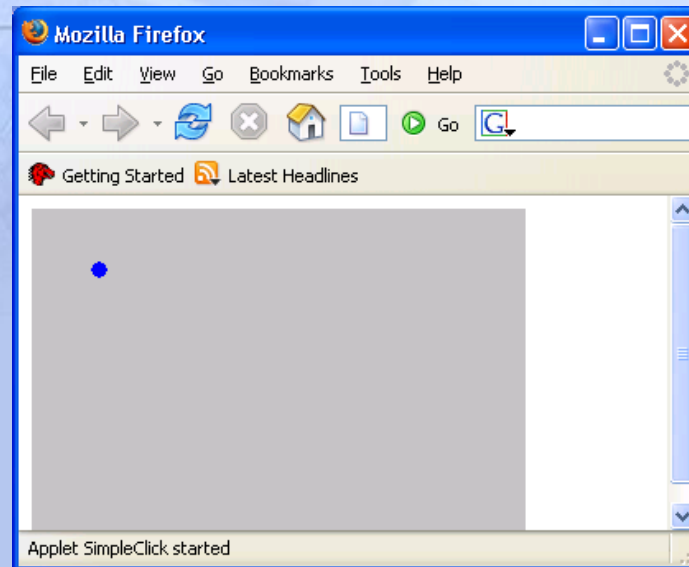 Mozilla Firefox
File Edit View Go Bookmarks Tools Help
Go G
Getting Started Latest Headlines
Applet SimpleClick started